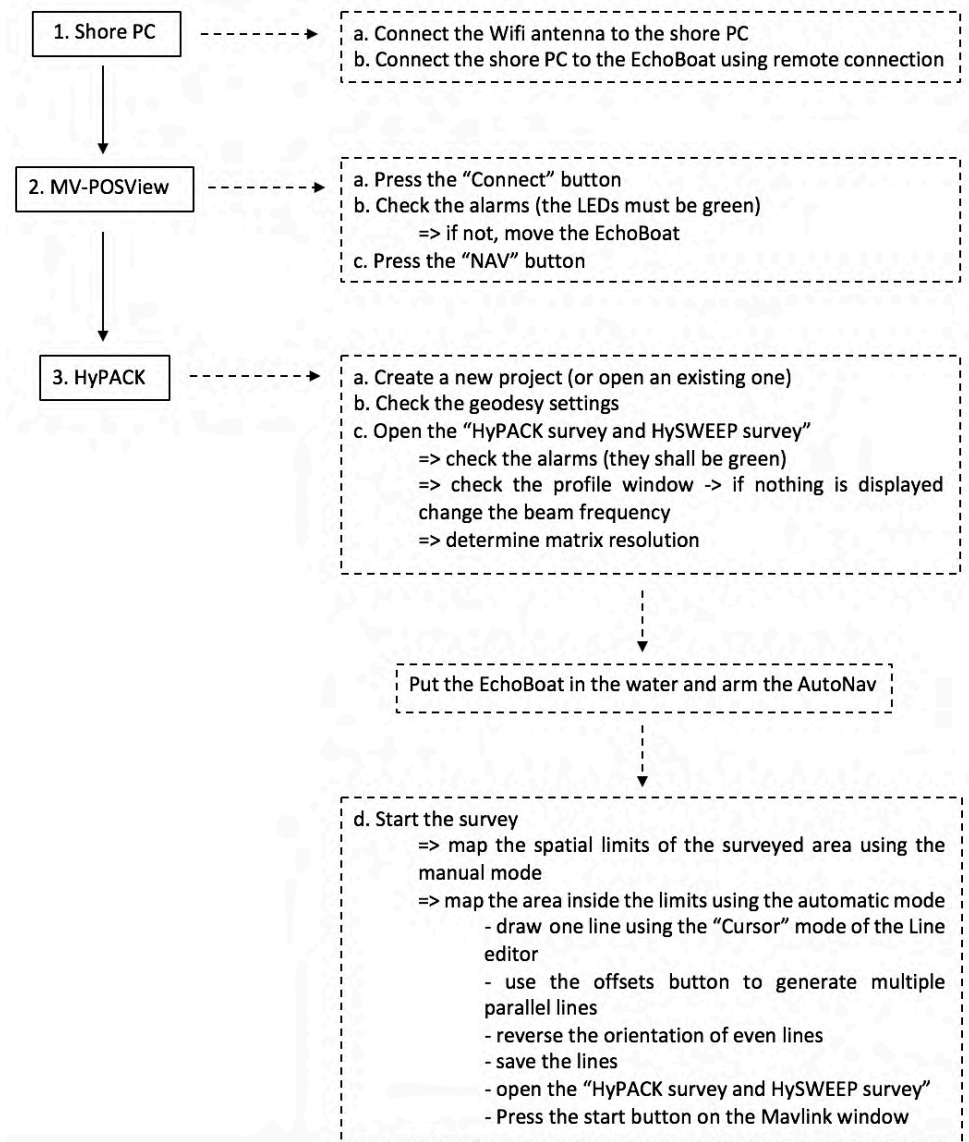 1. Shore PC
a. Connect the Wifi antenna to the shore PC
b. Connect the shore PC to the EchoBoat using remote connection
2. MV-POSView
a. Press the “Connect” button
b. Check the alarms (the LEDs must be green)
=> if not, move the EchoBoat
c. Press the “NAV” button
3. HyPACK
a. Create a new project (or open an existing one)
b. Check the geodesy settings
c. Open the “HyPACK survey and HySWEEP survey”
=> check the alarms (they shall be green)
=> check the profile window -> if nothing is displayed
change the beam frequency
=> determine matrix resolution
Put the EchoBoat in the water and arm the AutoNav
d. Start the survey
=> map the spatial limits of the surveyed area using the
manual mode
=> map the area inside the limits using the automatic mode
- draw one line using the “Cursor” mode of the Line
editor
- use the offsets button to generate multiple
parallel lines
- reverse the orientation of even lines
- save the lines
- open the “HyPACK survey and HySWEEP survey”
- Press the start button on the Mavlink window